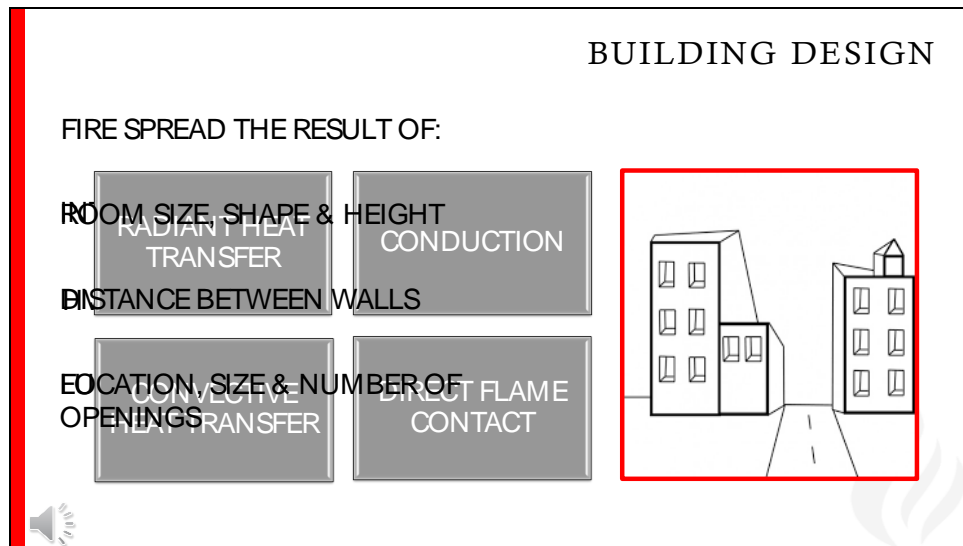 BUILDING DESIGN
FIRE SPREAD THE RESULT OF:
ROOM SIZE, SHAPE & HEIGHT
RADIANT HEAT
TRANSFER
CONDUCTION
DISTANCE BETWEEN WALLS
LOCATION, SIZE & NUMBER OF
OPENINGS
CONVECTIVE
HEAT TRANSFER
DIRECT FLAME
CONTACT